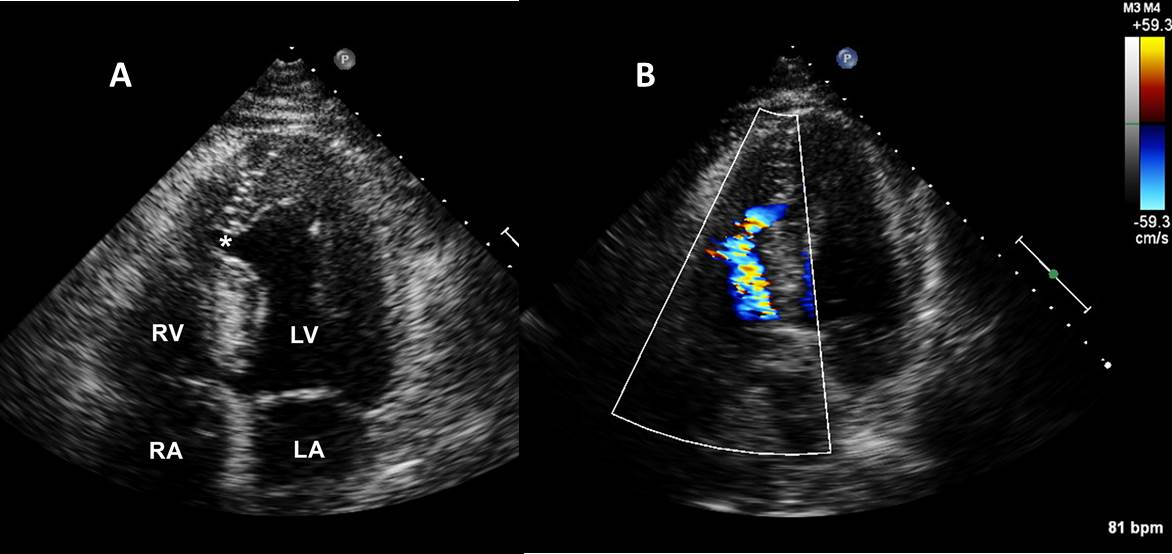 A
P
*
RV
LV
RA
LA
B
P
M3 M4
+59.3
-59.3
cm/s
81 bpm